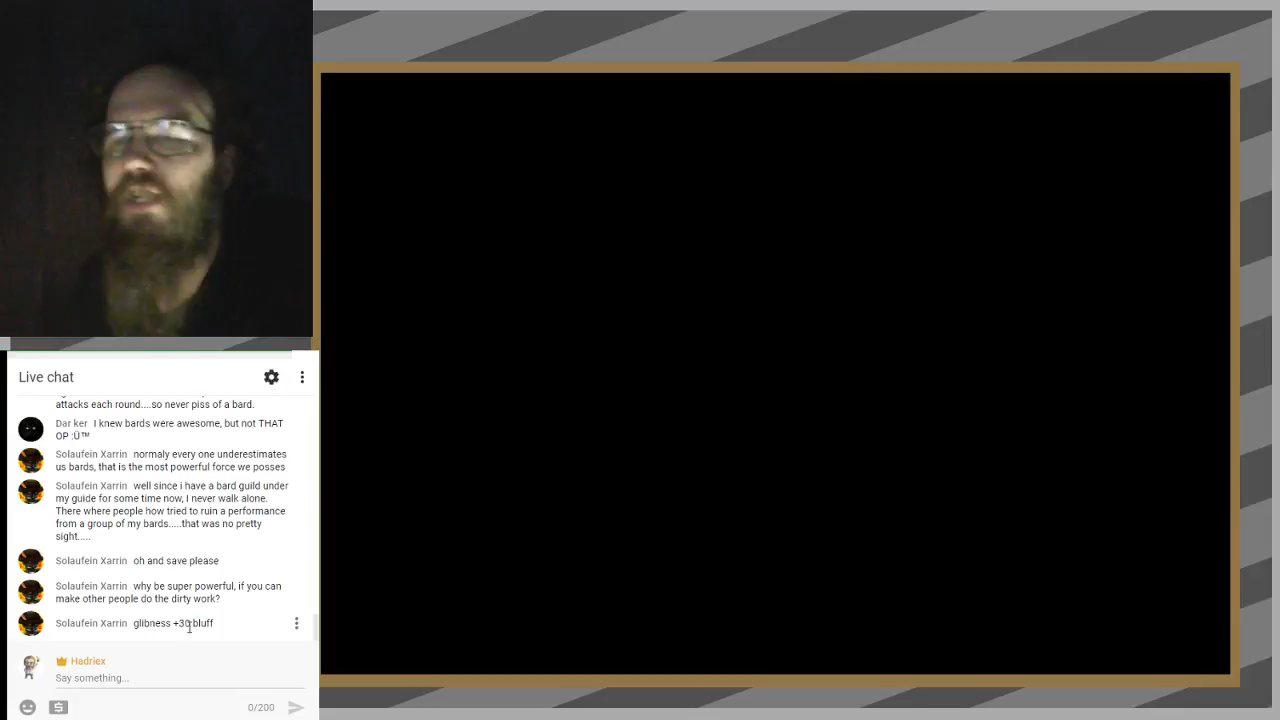 Live chat
attacks each round....so never piss of a bard.
Dar ker I knew bards were awesome, but not THAT
OP :Ü™
Solaufein Xarrin normaly every one underestimates
us bards, that is the most powerful force we posses
Solaufein Xarrin well since i have a bard guild under
my guide for some time now, I never walk alone.
There where people how tried to ruin a performance
from a group of my bards.....that was no pretty
sight.....
Solaufein Xarrin oh and save please
Solaufein Xarrin why be super powerful, if you can
make other people do the dirty work?
Solaufein Xarrin glibness +30 bluff
Hadriex
Say something...
0/200